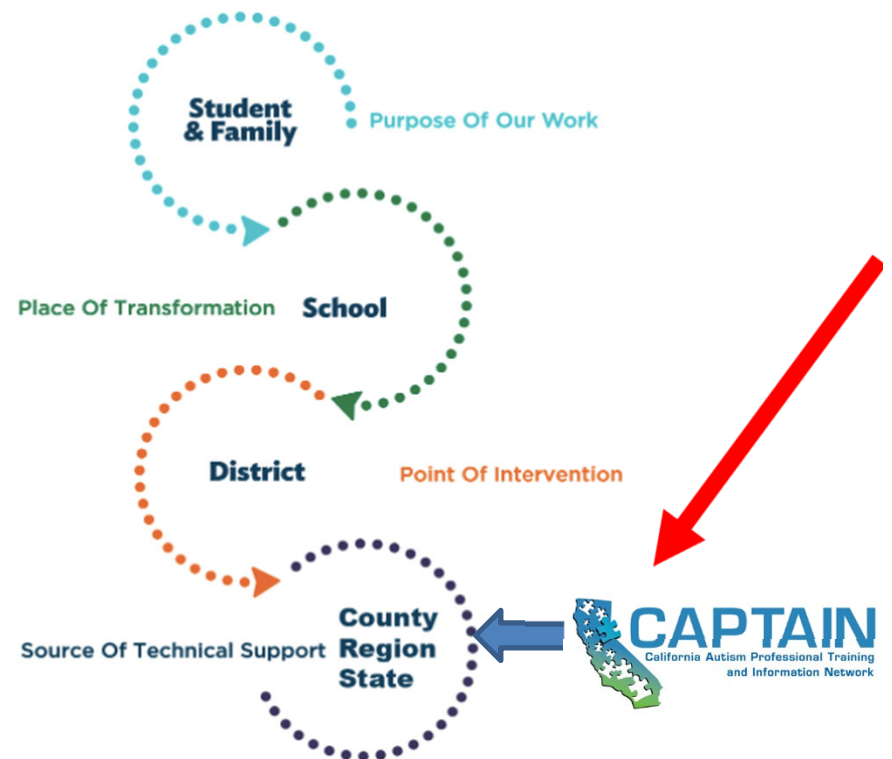 Student
& Family
Purpose Of Our Work
Place Of Transformation
School
District
Point Of Intervention
Source Of Technical Support
County
Region
State
CAPTAIN
California Autism Professional Training
and Information Network